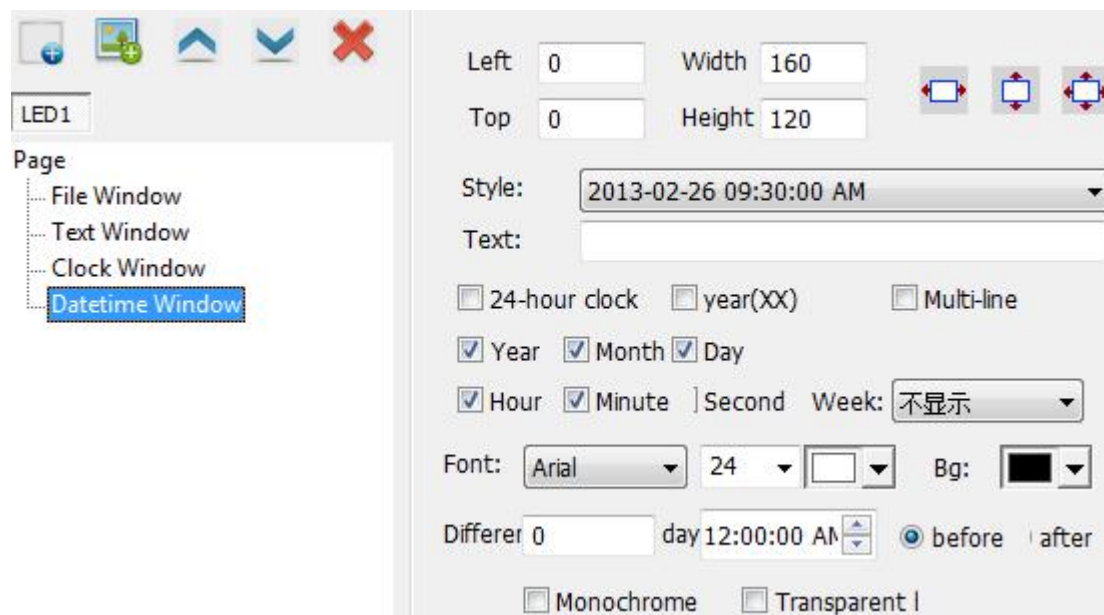 Left 0 Width 160
LED1
Top 0 Height 120
Page
File Window
Text Window
Clock Window
Datetime Window
Style: 2013-02-26 09:30:00 AM
Text:
24-hour clock year(XX) Multi-line
Year Month Day
Hour Minute Second Week: 不显示
Font: Arial 24 Bg:
Differer 0 day 12:00:00 AM before after
Monochrome Transparent